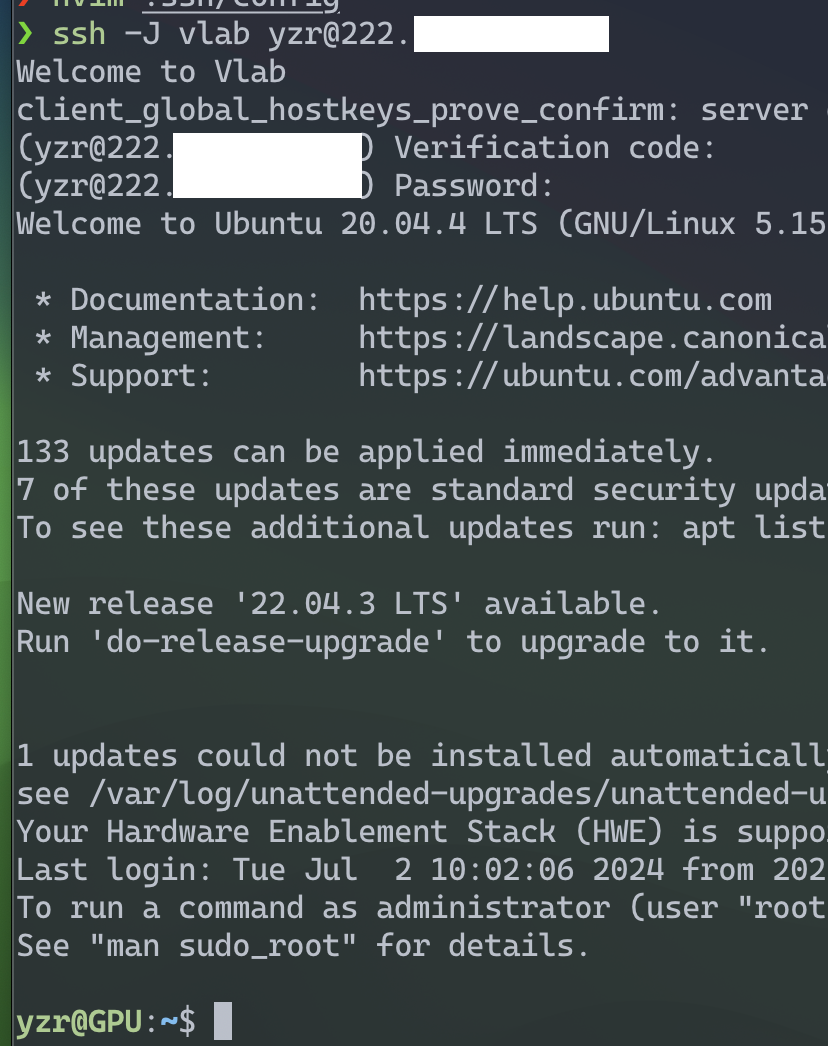 ❯ nvim .ssh/config
❯ ssh -J vlab yzr@222.
Welcome to Vlab
client_global_hostkeys_prove_confirm: server
(yzr@222.) Verification code:
(yzr@222.) Password:
Welcome to Ubuntu 20.04.4 LTS (GNU/Linux 5.15
* Documentation: https://help.ubuntu.com
* Management: https://landscape.canonica
* Support: https://ubuntu.com/advanta
133 updates can be applied immediately.
7 of these updates are standard security upda
To see these additional updates run: apt list
New release '22.04.3 LTS' available.
Run 'do-release-upgrade' to upgrade to it.
1 updates could not be installed automatically
see /var/log/unattended-upgrades/unattended-u
Your Hardware Enablement Stack (HWE) is suppo
Last login: Tue Jul  2 10:02:06 2024 from 202
To run a command as administrator (user "root
See "man sudo_root" for details.
yzr@GPU:~$